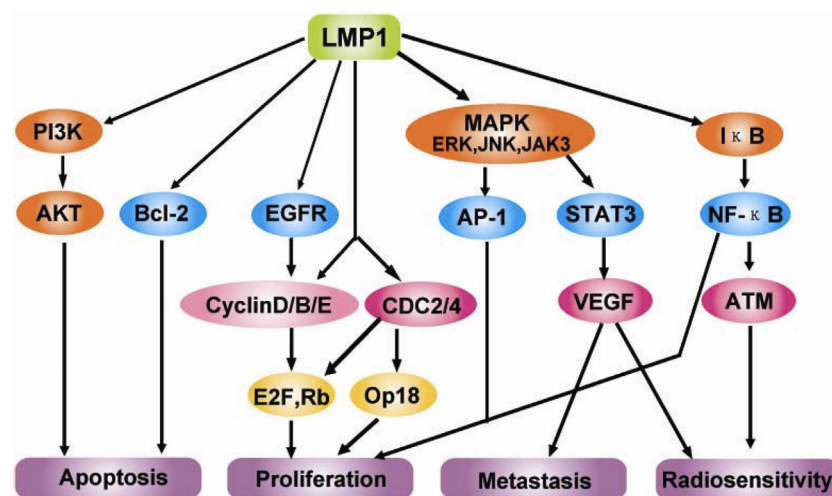 LMP1
PI3K
MAPK
ERK,JNK,JAK3
IκB
AKT
Bcl-2
EGFR
AP-1
STAT3
NF-κB
CyclinD/B/E
CDC2/4
VEGF
ATM
E2F,Rb
Op18
Apoptosis
Proliferation
Metastasis
Radiosensitivity